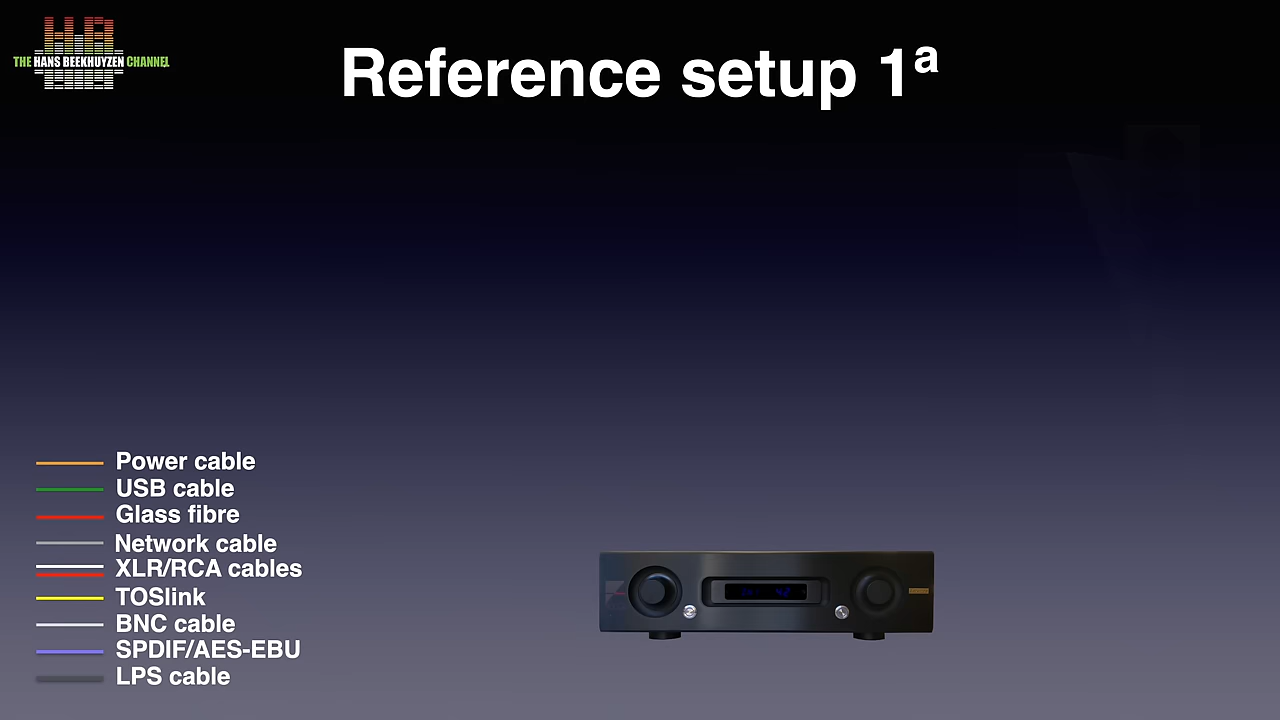 THE HANS BEEKHUYZEN CHANNEL
Reference setup 1ª
Power cable
USB cable
Glass fibre
Network cable
XLR/RCA cables
TOSlink
BNC cable
SPDIF/AES-EBU
LPS cable